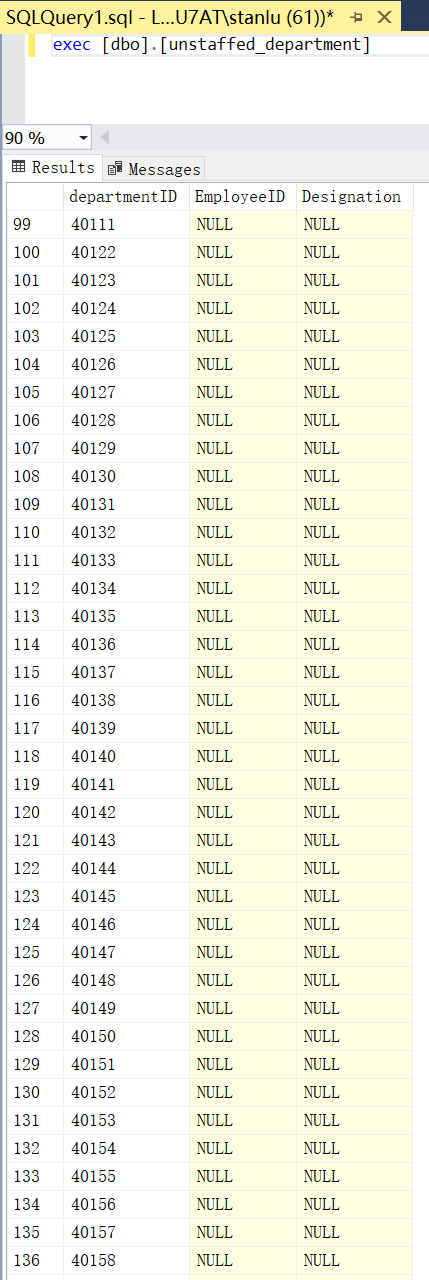 SQLQuery1.sql - L...U7AT\stanlu (61))*
exec [dbo].[unstaffed_department]
90 %
Results Messages
departmentID EmployeeID Designation
99 40111 NULL NULL
100 40122 NULL NULL
101 40123 NULL NULL
102 40124 NULL NULL
103 40125 NULL NULL
104 40126 NULL NULL
105 40127 NULL NULL
106 40128 NULL NULL
107 40129 NULL NULL
108 40130 NULL NULL
109 40131 NULL NULL
110 40132 NULL NULL
111 40133 NULL NULL
112 40134 NULL NULL
113 40135 NULL NULL
114 40136 NULL NULL
115 40137 NULL NULL
116 40138 NULL NULL
117 40139 NULL NULL
118 40140 NULL NULL
119 40141 NULL NULL
120 40142 NULL NULL
121 40143 NULL NULL
122 40144 NULL NULL
123 40145 NULL NULL
124 40146 NULL NULL
125 40147 NULL NULL
126 40148 NULL NULL
127 40149 NULL NULL
128 40150 NULL NULL
129 40151 NULL NULL
130 40152 NULL NULL
131 40153 NULL NULL
132 40154 NULL NULL
133 40155 NULL NULL
134 40156 NULL NULL
135 40157 NULL NULL
136 40158 NULL NULL